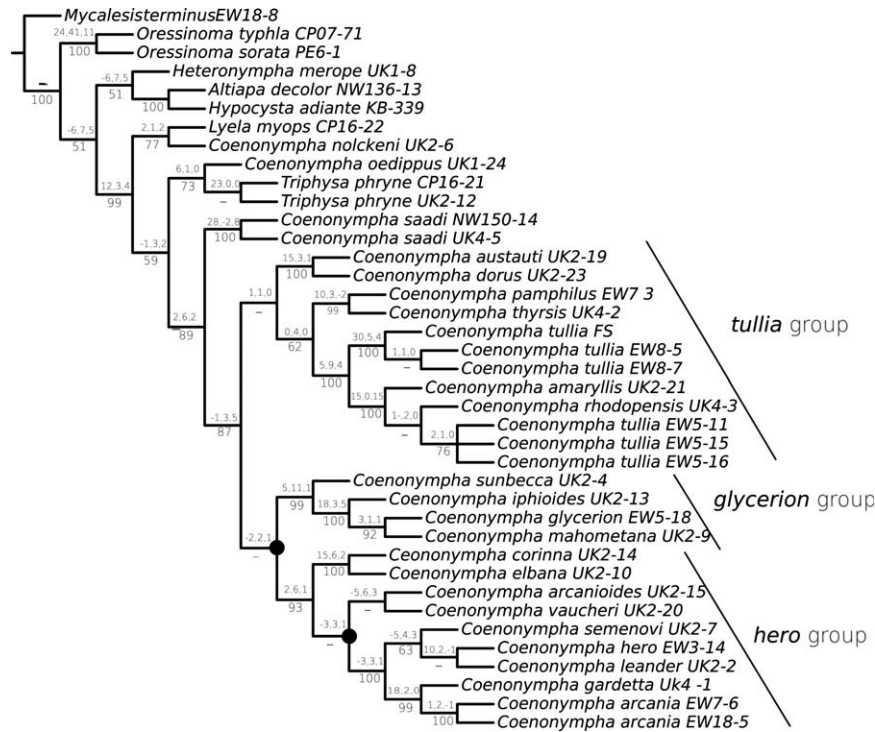 MycalesisterminusEW18-8
24,41,11
Oressinoma typhla CP07-71
100
Oressinoma sorata PE6-1
-6,7,5
Heteronympha merope UK1-8
–
51
Altiapa decolor NW136-13
100
100
Hypocysta adiante KB-339
-6,7,5
2,1,2
Lyela myops CP16-22
51
77
Coenonympha nolckeni UK2-6
6,1,0
Coenonympha oedippus UK1-24
12,3,4
73
23,0,0
Triphysa phryne CP16-21
99
–
Triphysa phryne UK2-12
28,-2,8
Coenonympha saadi NW150-14
-1,3,2
100
Coenonympha saadi UK4-5
59
15,3,1
Coenonympha austauti UK2-19
100
Coenonympha dorus UK2-23
1,1,0
10,3,-2
Coenonympha pamphilus EW7 3
–
99
Coenonympha thyrsis UK4-2
2,6,2
0,4,0
30,5,4
Coenonympha tullia FS
tullia group
–89
62
100
1,1,0
Coenonympha tullia EW8-5
5,9,4
–
Coenonympha tullia EW8-7
100
15,0,15
Coenonympha amaryllis UK2-21
100
1-,2,0
Coenonympha rhodopensis UK4-3
-1,3,5
–
Coenonympha tullia EW5-11
87
2,1,0
Coenonympha tullia EW5-15
76
Coenonympha tullia EW5-16
5,11,1
Coenonympha sunbecca UK2-4
99
18,3,5
Coenonympha iphioides UK2-13
glycerion group
100
3,1,1
Coenonympha glycerion EW5-18
-2,2,1
92
Coenonympha mahometana UK2-9
–
15,6,2
Ceononympha corinna UK2-14
100
Coenonympha elbana UK2-10
2,6,1
-5,6,3
Coenonympha arcanioides UK2-15
93
–
Coenonympha vaucheri UK2-20
-3,3,1
-5,4,3
Coenonympha semenovi UK2-7
hero group
–
63
10,2,-1
Coenonympha hero EW3-14
-3,3,1
–
Coenonympha leander UK2-2
100
18,2,0
Coenonympha gardetta Uk4 -1
99
1,2,-1
Coenonympha arcania EW7-6
100
Coenonympha arcania EW18-5